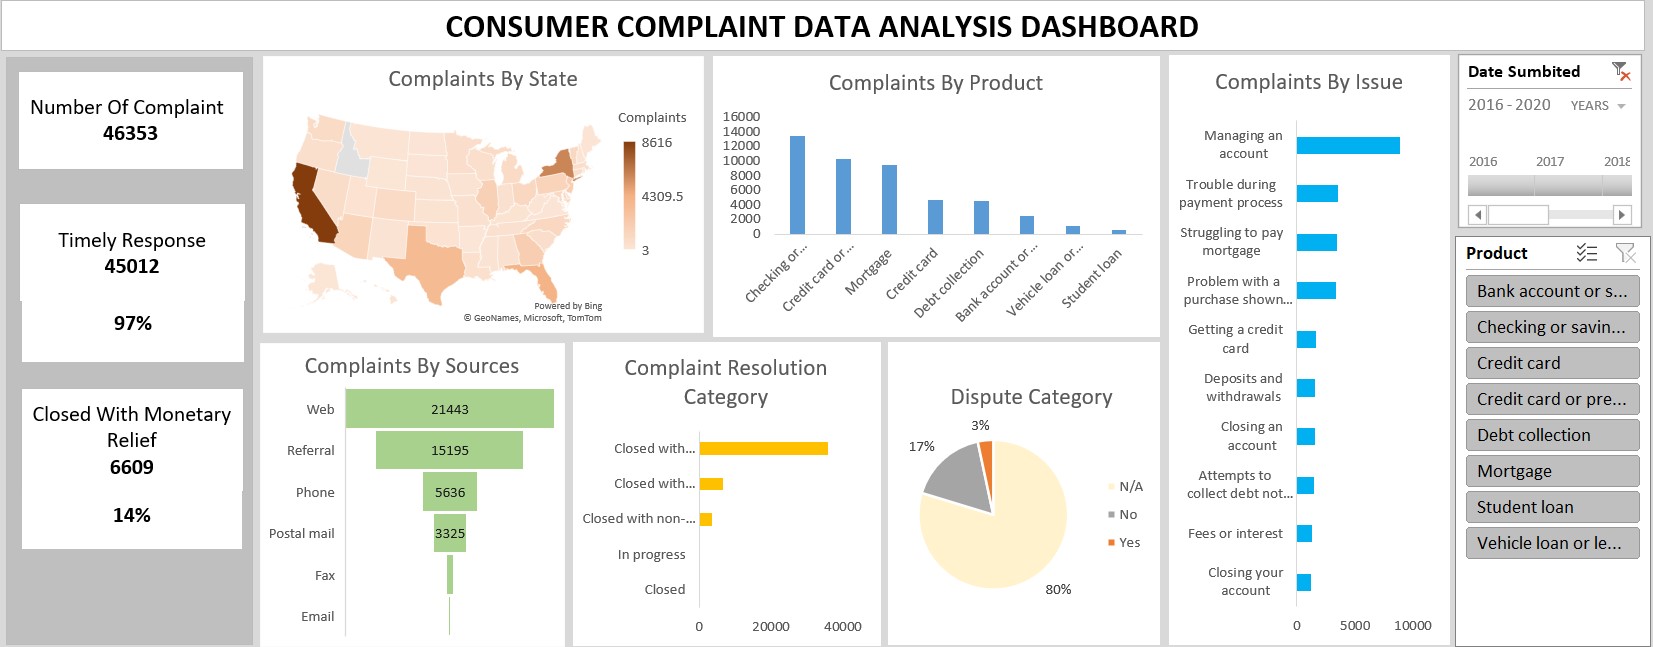 CONSUMER COMPLAINT DATA ANALYSIS DASHBOARD
Number Of Complaint
46353
Timely Response
45012
97%
Closed With Monetary
Relief
6609
14%
Complaints By State
Complaints
8616
4309.5
3
Powered by Bing
© GeoNames, Microsoft, TomTom
Complaints By Product
16000
14000
12000
10000
8000
6000
4000
2000
0
Checking or...
Credit card or...
Mortgage
Credit card
Debt collection
Bank account or...
Vehicle loan or...
Student loan
Complaints By Sources
Web
21443
Referral
15195
Phone
5636
Postal mail
3325
Fax
Email
Complaint Resolution
Category
Closed with...
Closed with...
Closed with non-...
In progress
Closed
0
20000
40000
Dispute Category
3%
17%
80%
N/A
No
Yes
Complaints By Issue
Managing an
account
Trouble during
payment process
Struggling to pay
mortgage
Problem with a
purchase shown...
Getting a credit
card
Deposits and
withdrawals
Closing an
account
Attempts to
collect debt not...
Fees or interest
Closing your
account
0
5000
10000
Date Sumbited
2016 - 2020
YEARS
2016
2017
2018
Product
Bank account or s...
Checking or savin...
Credit card
Credit card or pre...
Debt collection
Mortgage
Student loan
Vehicle loan or le...